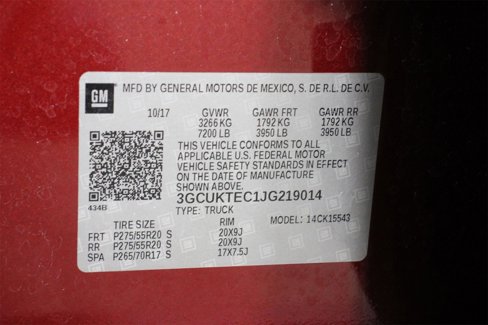 GM
MFD BY GENERAL MOTORS DE MEXICO, S. DE R.L. DE C.V.
10/17 GVWR GAWR FRT GAWR RR
3266 KG 1792 KG 1792 KG
7200 LB 3950 LB 3950 LB
THIS VEHICLE CONFORMS TO ALL
APPLICABLE U.S. FEDERAL MOTOR
VEHICLE SAFETY STANDARDS IN EFFECT
ON THE DATE OF MANUFACTURE
SHOWN ABOVE.
3GCUKTEC1JG219014
434B
TYPE: TRUCK
MODEL: 14CK15543
TIRE SIZE RIM
FRT P275/55R20 S 20X9J
RR P275/55R20 S 20X9J
SPA P265/70R17 S 17X7.5J